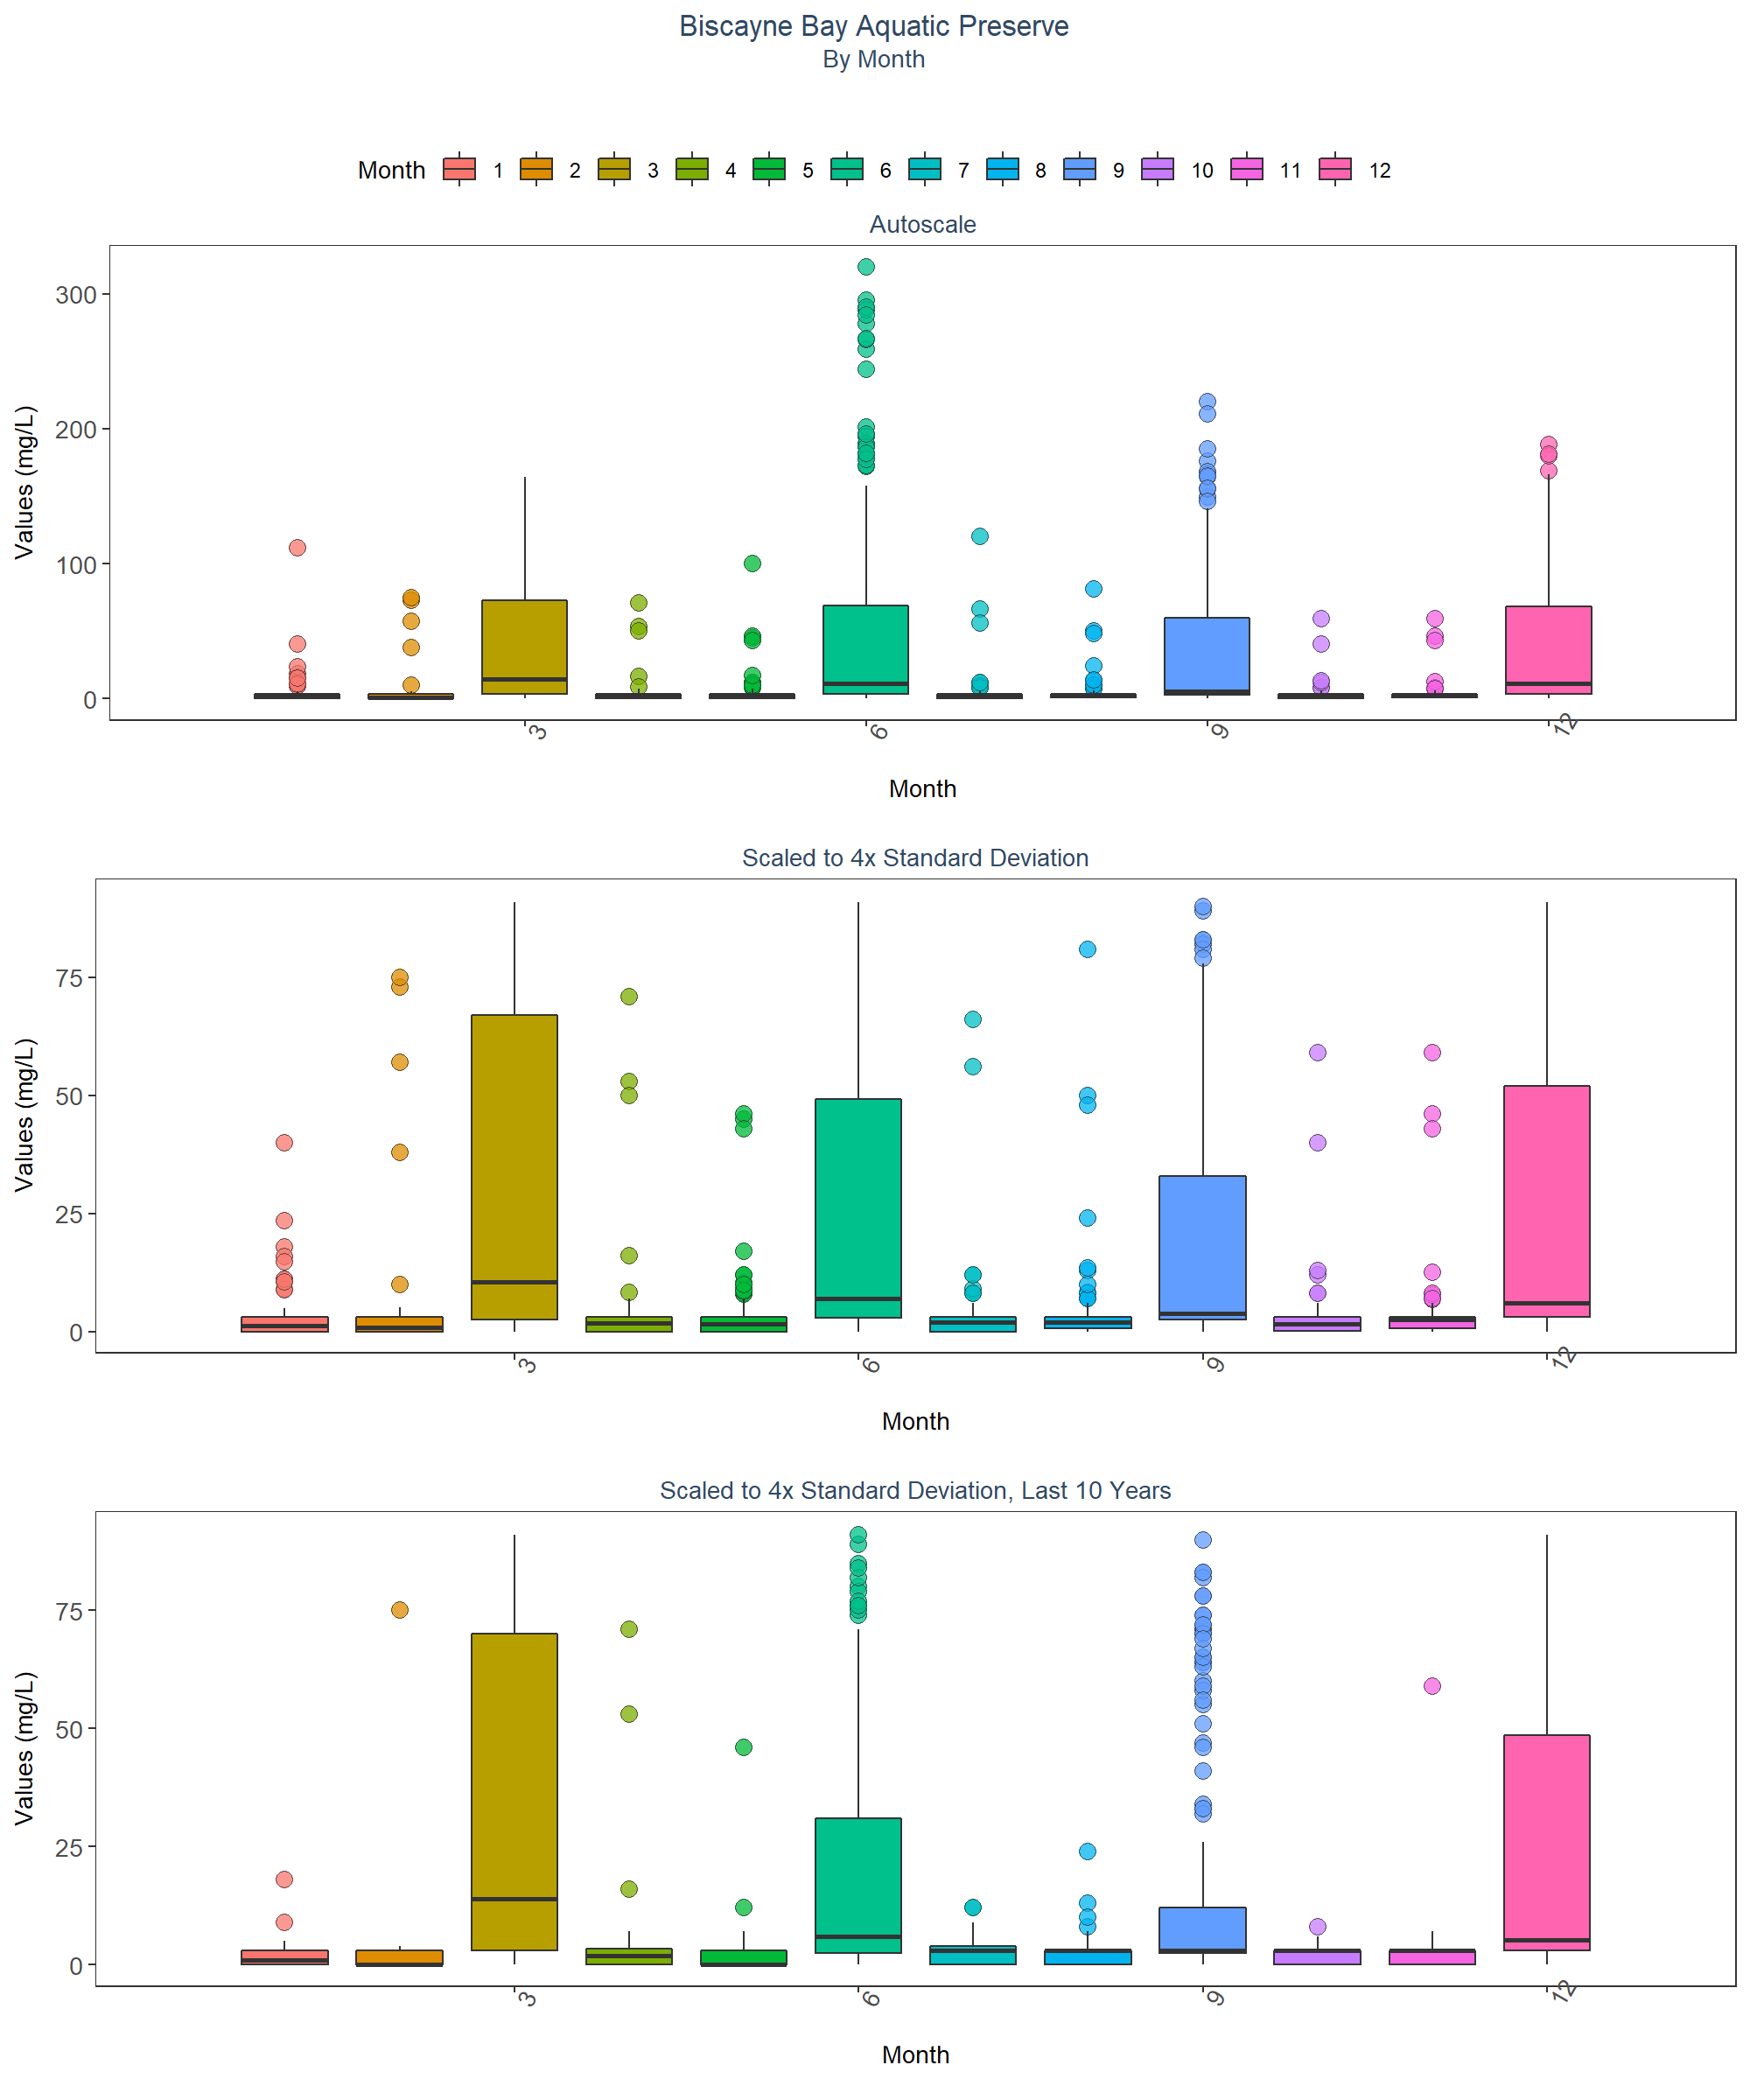 Biscayne Bay Aquatic Preserve
By Month
Month 1 2 3 4 5 6 7 8 9 10 11 12
Autoscale
Values (mg/L)
300
200
100
0
3 6 9 12
Month
Scaled to 4x Standard Deviation
Values (mg/L)
75
50
25
0
3 6 9 12
Month
Scaled to 4x Standard Deviation, Last 10 Years
Values (mg/L)
75
50
25
0
3 6 9 12
Month